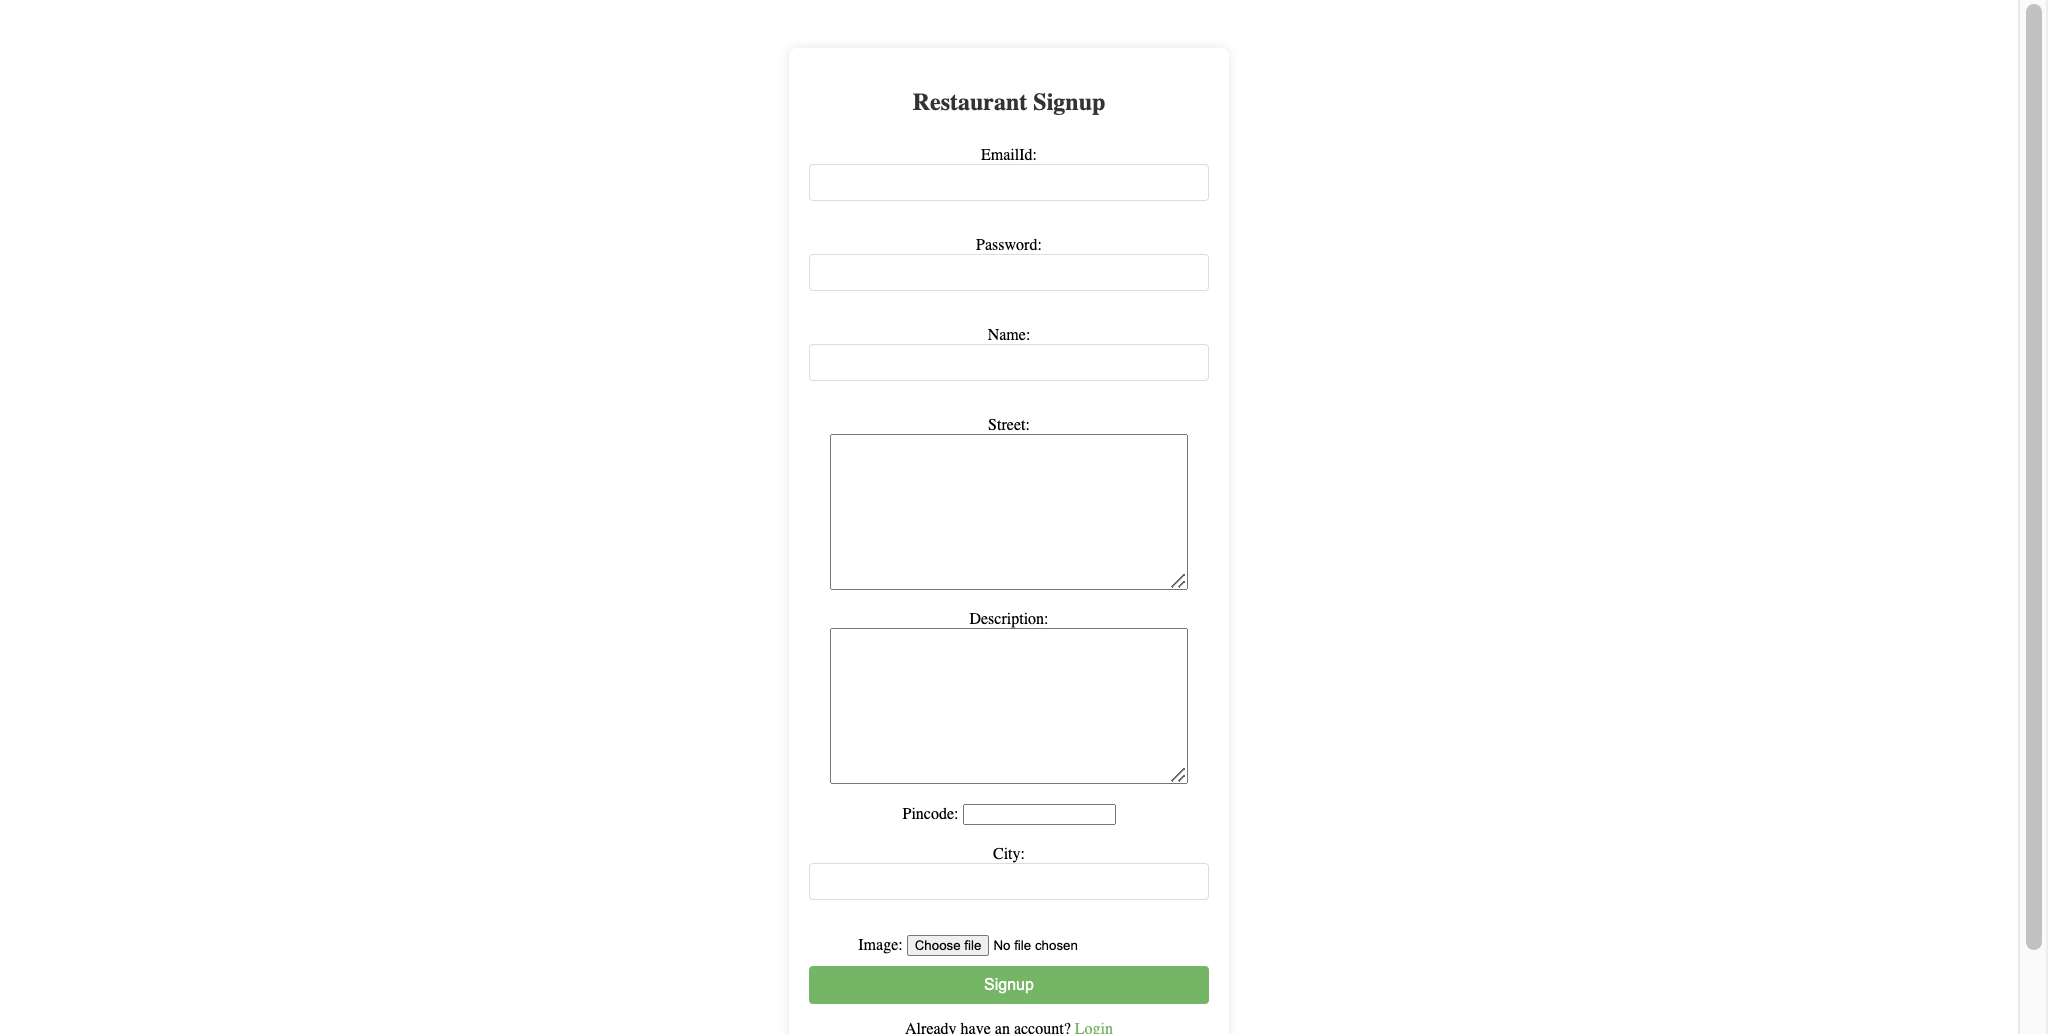 Restaurant Signup
EmailId:
Password:
Name:
Street:
Description:
Pincode:
City:
Image: Choose file No file chosen
Signup
Already have an account? Login